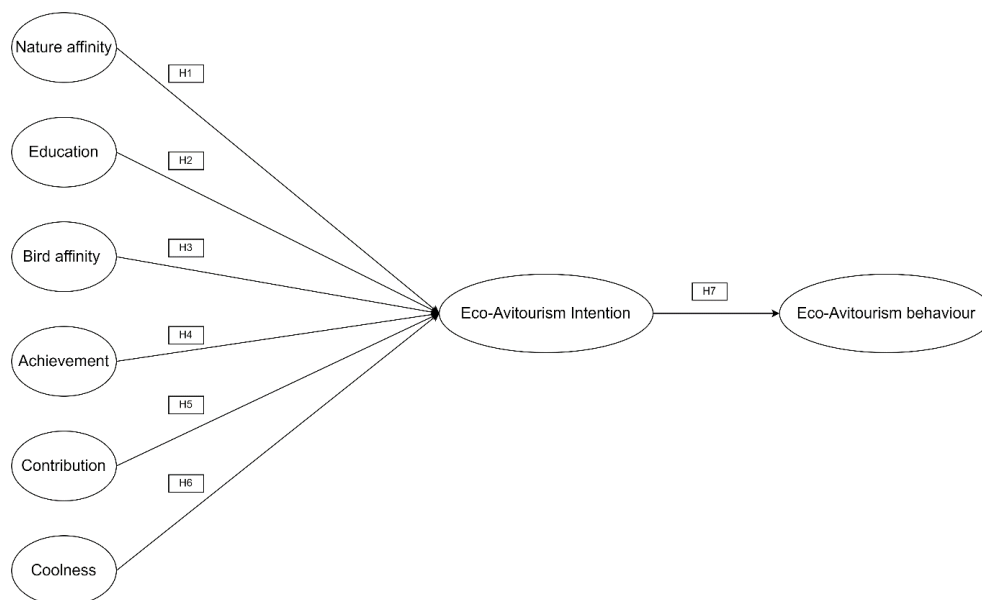 Nature affinity
H1
Education
H2
Bird affinity
H3
Achievement
H4
Contribution
H5
Coolness
H6
Eco-Avitourism Intention
H7
Eco-Avitourism behaviour